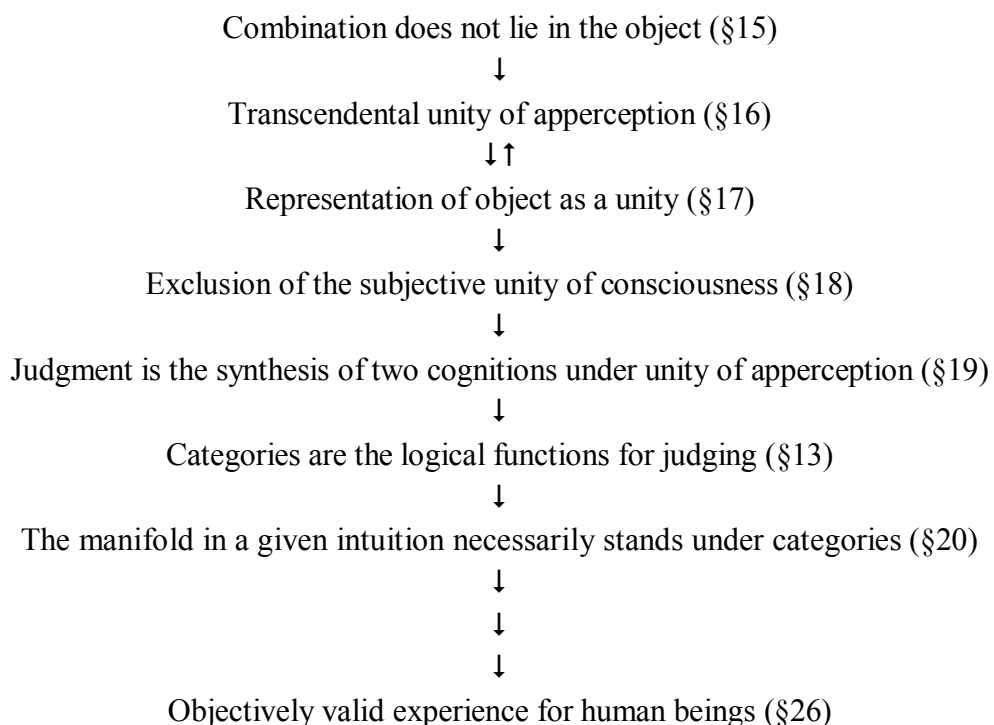 Combination does not lie in the object (§15)
↓
Transcendental unity of apperception (§16)
↓↑
Representation of object as a unity (§17)
↓
Exclusion of the subjective unity of consciousness (§18)
↓
Judgment is the synthesis of two cognitions under unity of apperception (§19)
↓
Categories are the logical functions for judging (§13)
↓
The manifold in a given intuition necessarily stands under categories (§20)
↓
↓
↓
Objectively valid experience for human beings (§26)